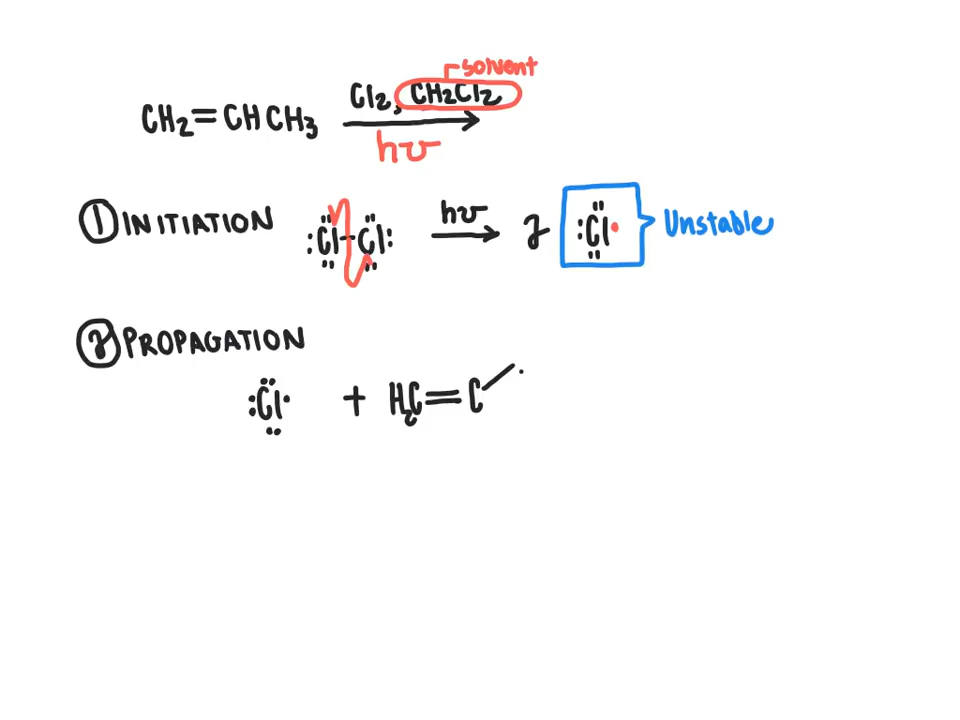 solvent
CH2=CHCH3 Cl2, CH2Cl2
hν
① INITIATION :Cl-Cl: hν 2 :Cl• Unstable
② PROPAGATION
:Cl• + H2C=C